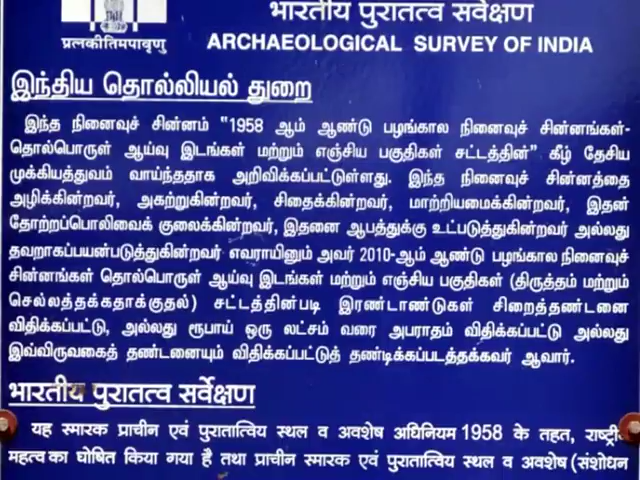 भारतीय पुरातत्व सर्वेक्षण
प्रत्नकीर्तिमपावृणु
ARCHAEOLOGICAL SURVEY OF INDIA
இந்திய தொல்லியல் துறை
இந்த நினைவுச் சின்னம் "1958 ஆம் ஆண்டு பழங்கால நினைவுச் சின்னங்கள்-
தொல்பொருள் ஆய்வு இடங்கள் மற்றும் எஞ்சிய பகுதிகள் சட்டத்தின்" கீழ் தேசிய
முக்கியத்துவம் வாய்ந்ததாக அறிவிக்கப்பட்டுள்ளது. இந்த நினைவுச் சின்னத்தை
அழிக்கின்றவர், அகற்றுகின்றவர், சிதைக்கின்றவர், மாற்றியமைக்கின்றவர், இதன்
தோற்றப்பொலிவைக் குலைக்கின்றவர், இதனை ஆபத்துக்கு உட்படுத்துகின்றவர் அல்லது
தவறாகப்பயன்படுத்துகின்றவர் எவராயினும் அவர் 2010-ஆம் ஆண்டு பழங்கால நினைவுச்
சின்னங்கள் தொல்பொருள் ஆய்வு இடங்கள் மற்றும் எஞ்சிய பகுதிகள் (திருத்தம் மற்றும்
செல்லத்தக்கதாக்குதல்) சட்டத்தின்படி இரண்டாண்டுகள் சிறைத்தண்டனை
விதிக்கப்பட்டு, அல்லது ரூபாய் ஒரு லட்சம் வரை அபராதம் விதிக்கப்பட்டு அல்லது
இவ்விருவகைத் தண்டனையும் விதிக்கப்பட்டுத் தண்டிக்கப்படத்தக்கவர் ஆவார்.
भारतीय पुरातत्व सर्वेक्षण
यह स्मारक प्राचीन एवं पुरातात्विय स्थल व अवशेष अधिनियम 1958 के तहत, राष्ट्रीय
महत्व का घोषित किया गया है तथा प्राचीन स्मारक एवं पुरातात्विय स्थल व अवशेष (संशोधन